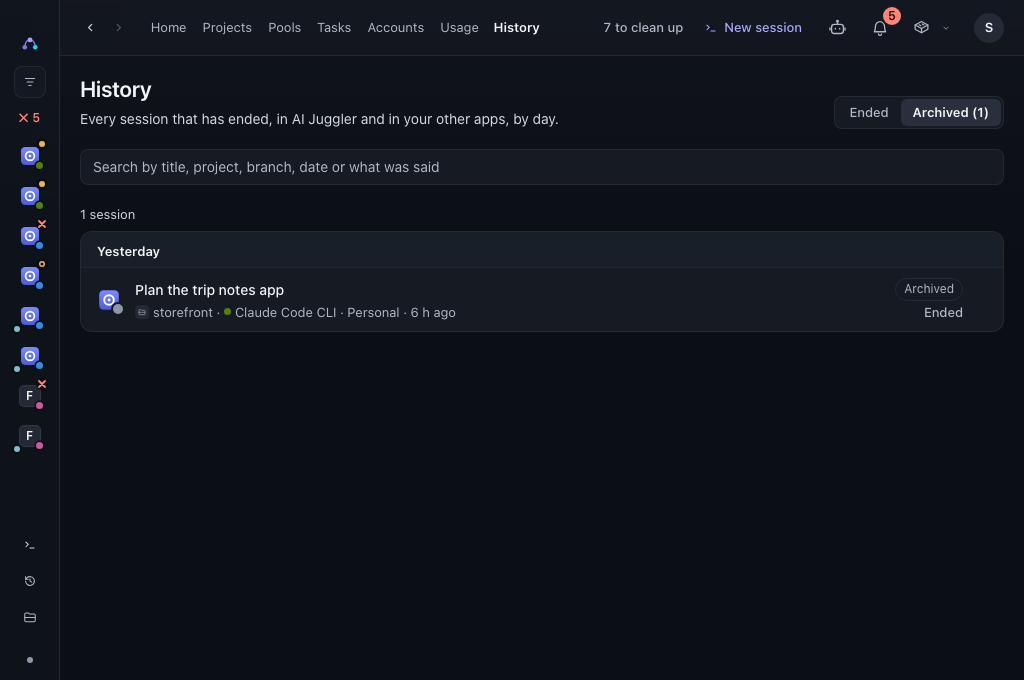 Home Projects Pools Tasks Accounts Usage History 7 to clean up New session 5 S
5
F
F
History
Every session that has ended, in AI Juggler and in your other apps, by day.
Ended Archived (1)
Search by title, project, branch, date or what was said
1 session
Yesterday
Plan the trip notes app Archived
storefront · Claude Code CLI · Personal · 6 h ago Ended